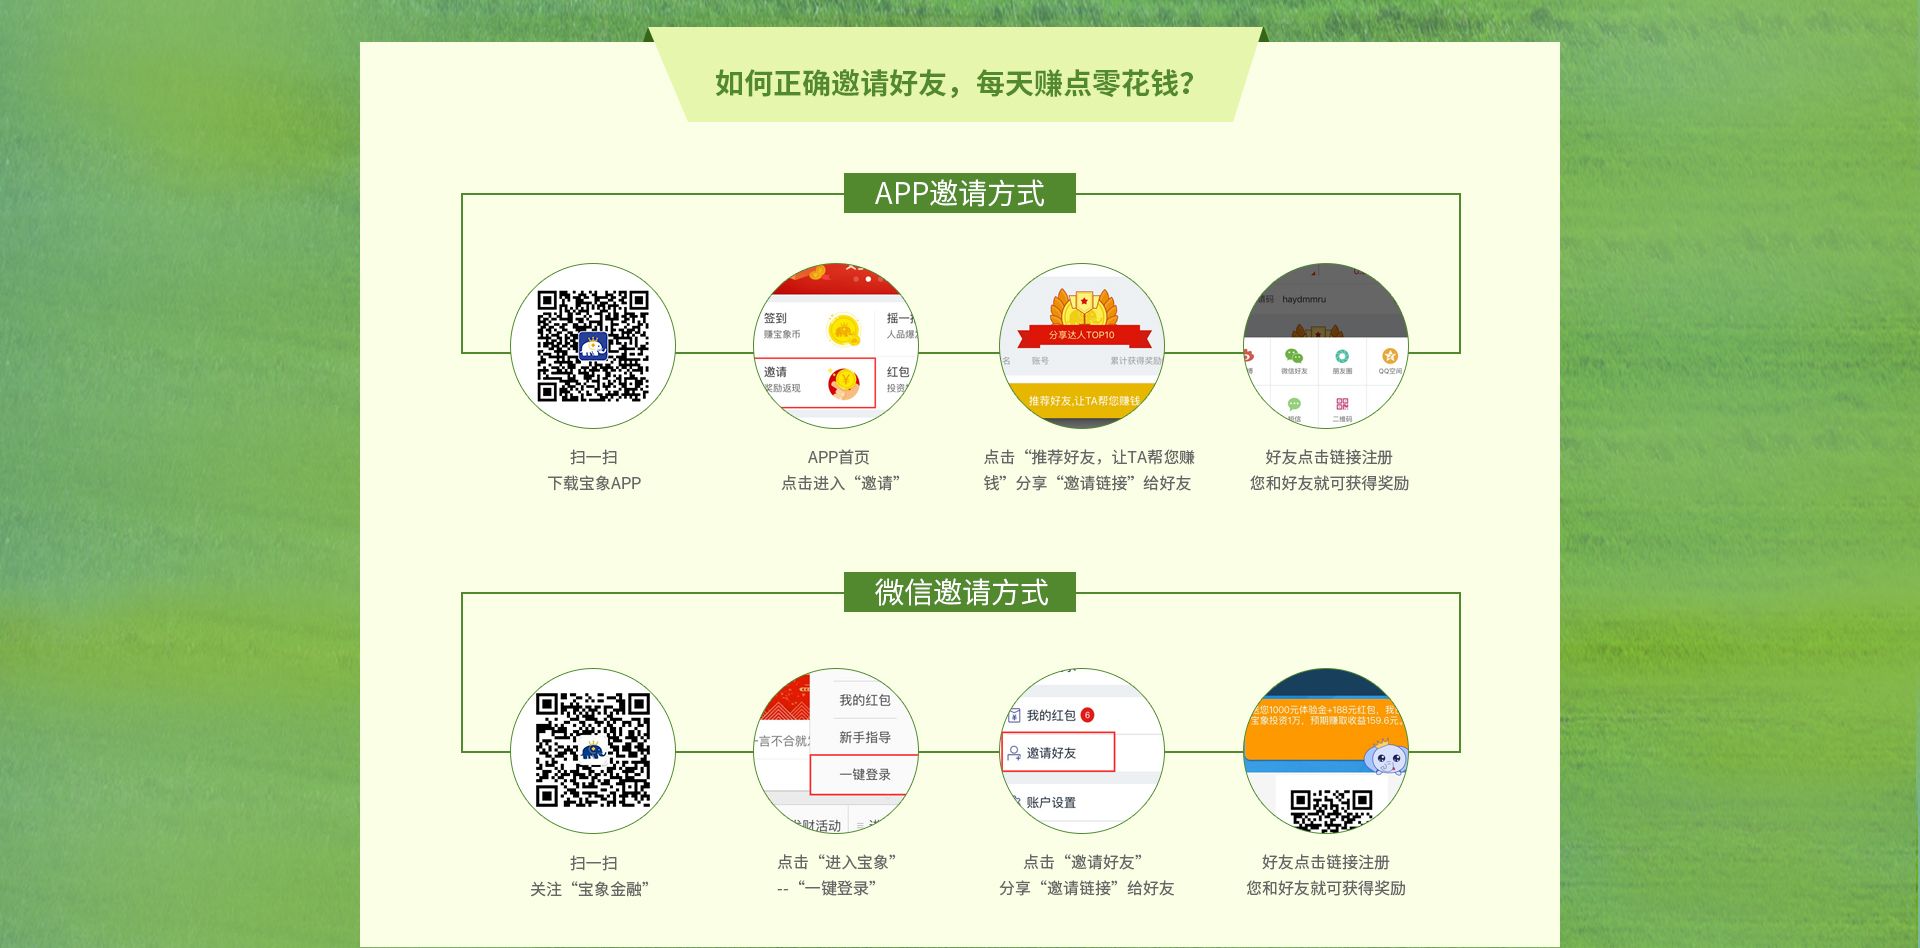 如何正确邀请好友，每天赚点零花钱？
APP邀请方式
签到
赚宝象币
摇一
人品爆
邀请
奖励返现
红包
投资
分享达人TOP10
名 账号 累计获得奖励
推荐好友,让TA帮您赚钱
请码 haydmmru
博 微信好友 朋友圈 QQ空间
短信 二维码
扫一扫
下载宝象APP
APP首页
点击进入“邀请”
点击“推荐好友，让TA帮您赚
钱”分享“邀请链接”给好友
好友点击链接注册
您和好友就可获得奖励
微信邀请方式
我的红包
新手指导
一言不合就
一键登录
财活动
我的红包 6
邀请好友
账户设置
您1000元体验金+188元红包，我
宝象投资1万，预期赚取收益159.6元
扫一扫
关注“宝象金融”
点击“进入宝象”
--“一键登录”
点击“邀请好友”
分享“邀请链接”给好友
好友点击链接注册
您和好友就可获得奖励